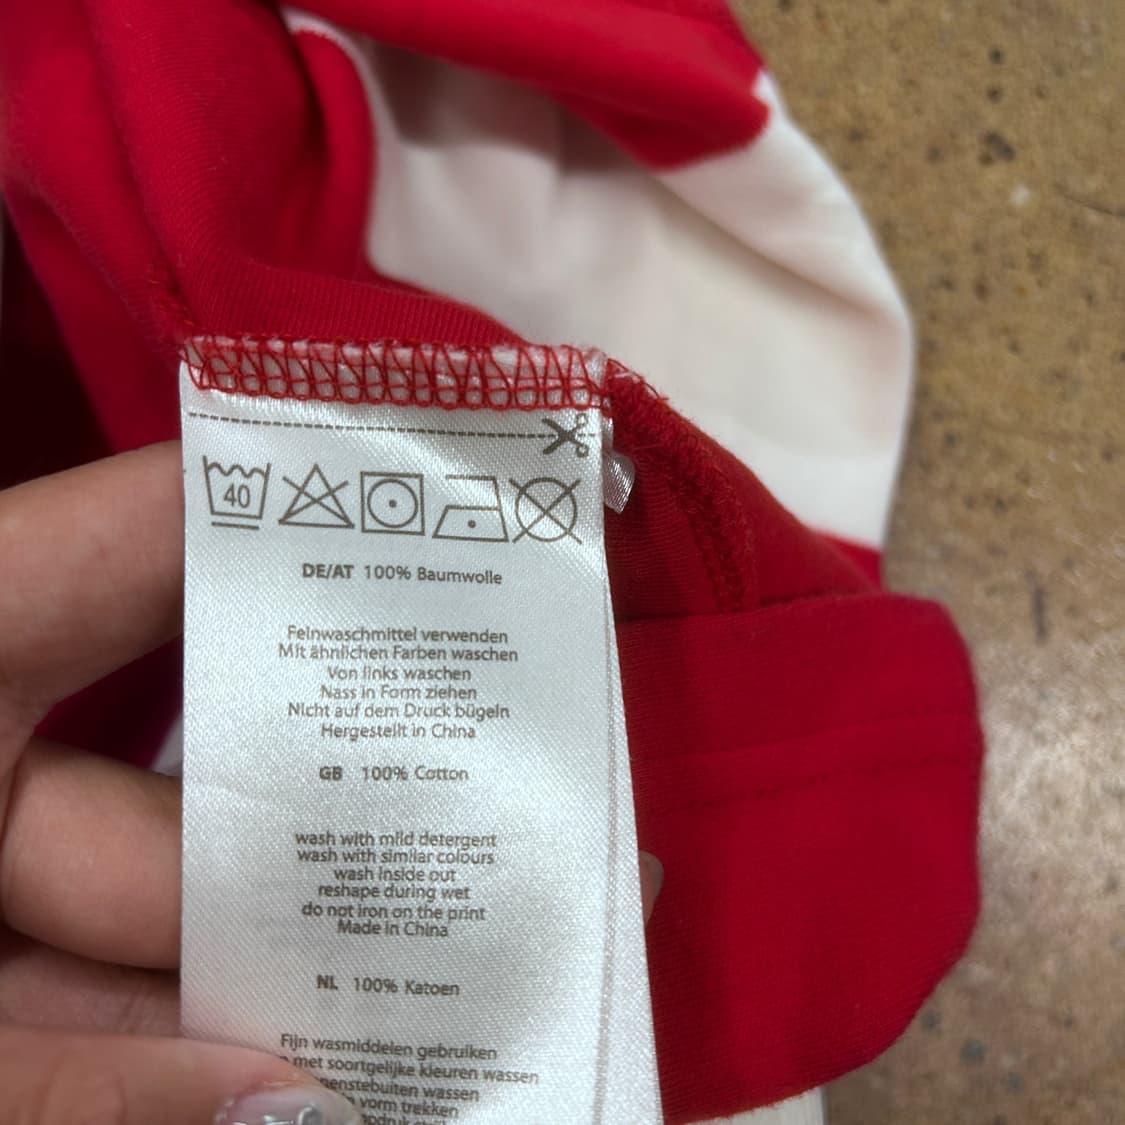 40
DE/AT 100% Baumwolle
Feinwaschmittel verwenden
Mit ähnlichen Farben waschen
Von links waschen
Nass in Form ziehen
Nicht auf dem Druck bügeln
Hergestellt in China
GB 100% Cotton
wash with mild detergent
wash with similar colours
wash inside out
reshape during wet
do not iron on the print
Made in China
NL 100% Katoen
Fijn wasmiddelen gebruiken
met soortgelijke kleuren wassen
wassen
vorm trekken